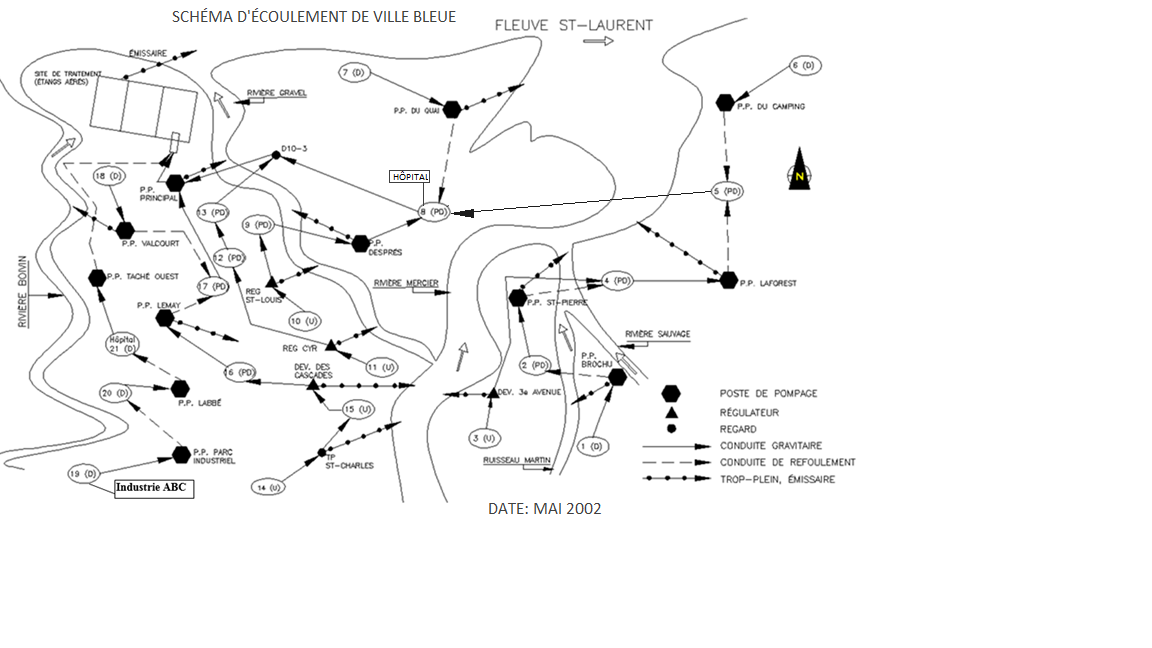 SCHÉMA D'ÉCOULEMENT DE VILLE BLEUE
FLEUVE ST-LAURENT
ÉMISSAIRE
SITE DE TRAITEMENT
(ÉTANGS AÉRÉS)
7 (D)
6 (D)
RIVIÈRE GRAVEL
P.P. DU QUAI
P.P. DU CAMPING
D10-3
18 (D)
HÔPITAL
N
P.P.
PRINCIPAL
5 (PD)
13 (PD)
8 (PD)
9 (PD)
P.P. VALCOURT
P.P.
DESPRÉS
12 (PD)
P.P. TACHÉ OUEST
17 (PD)
RIVIÈRE BOIVIN
REG
ST-LOUIS
RIVIÈRE MERCIER
4 (PD)
P.P. LAFOREST
P.P. LEMAY
P.P. ST-PIERRE
10 (U)
RIVIÈRE SAUVAGE
Hôpital
21 (D)
REG CYR
16 (PD)
DEV. DES
CASCADES
11 (U)
2 (PD)
P.P.
BROCHU
20 (D)
P.P. LABBÉ
DEV. 3e AVENUE
POSTE DE POMPAGE
15 (U)
RÉGULATEUR
REGARD
3 (U)
1 (D)
CONDUITE GRAVITAIRE
P.P. PARC
INDUSTRIEL
TP
ST-CHARLES
RUISSEAU MARTIN
CONDUITE DE REFOULEMENT
19 (D)
14 (U)
TROP-PLEIN, ÉMISSAIRE
Industrie ABC
DATE: MAI 2002